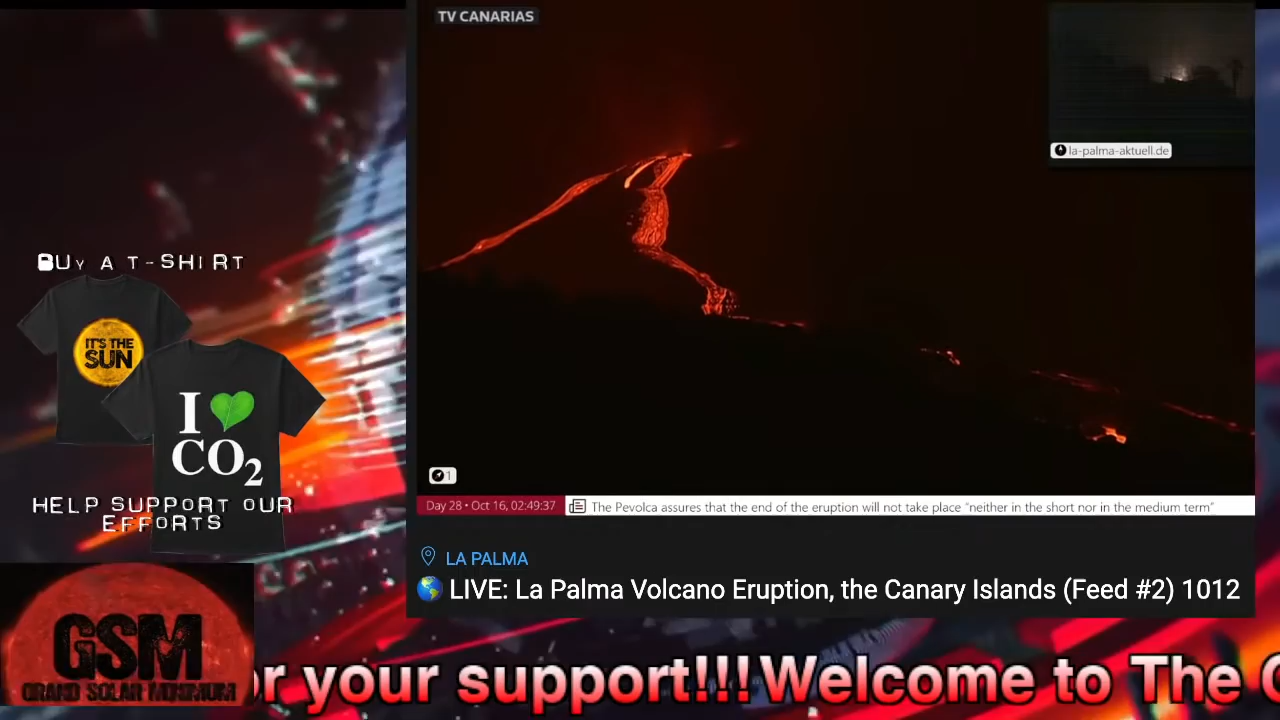 TV CANARIAS
la-palma-aktuell.de
BUY A T-SHIRT
IT'S THE
SUN
I
CO2
HELP SUPPORT OUR
EFFORTS
1
Day 28 • Oct 16, 02:49:37
The Pevolca assures that the end of the eruption will not take place "neither in the short nor in the medium term"
LA PALMA
LIVE: La Palma Volcano Eruption, the Canary Islands (Feed #2) 1012
GSM
GRAND SOLAR MINIMUM
or your support!!! Welcome to The